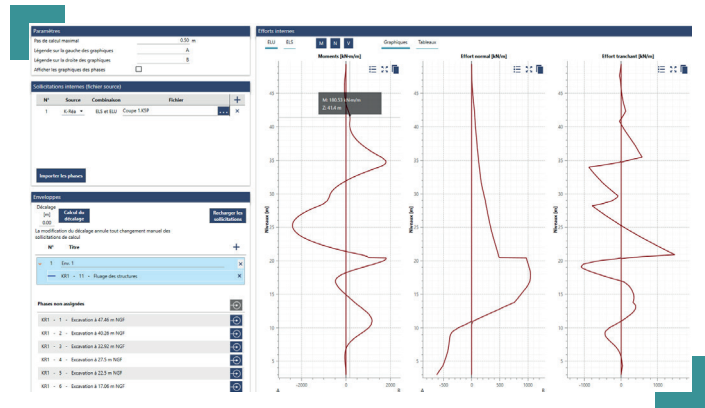 Paramètres
Pas de calcul maximal 0.50 m
Légende sur la gauche des graphiques A
Légende sur la droite des graphiques B
Afficher les graphiques des phases
Sollicitations internes (fichier source)
N° Source Combinaison Fichier +
1 K-Réa ELS et ELU Coupe 1.KSP ... ×
Importer les phases
Enveloppes
Décalage
[m]
0.00
Calcul du
décalage
Recharger les
sollicitations
La modification du décalage annule tout changement manuel des
sollicitations de calcul
N° Titre +
1 Env. 1 ×
KR1 - 11 - Fluage des structures ×
Phases non assignées
KR1 - 1 - Excavation à 47.46 m NGF
KR1 - 2 - Excavation à 40.26 m NGF
KR1 - 3 - Excavation à 32.92 m NGF
KR1 - 4 - Excavation à 27.5 m NGF
KR1 - 5 - Excavation à 22.5 m NGF
KR1 - 6 - Excavation à 17.06 m NGF
Efforts internes
ELU ELS M N V Graphiques Tableaux
Moments [kN·m/m]
M: 180.53 kN·m/m
Z: 41.4 m
Niveau [m]
45
40
35
30
25
20
15
10
5
-2000 0 2000
A B
Effort normal [kN/m]
Niveau [m]
45
40
35
30
25
20
15
10
5
-1000 0 1000
Effort tranchant [kN/m]
Niveau [m]
45
40
35
30
25
20
15
10
5
-1000 0 1000
A B